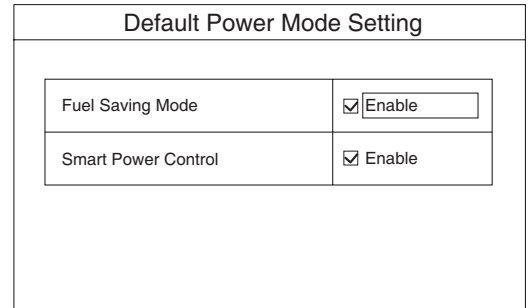 Default Power Mode Setting
Fuel Saving Mode
Enable
Smart Power Control
Enable